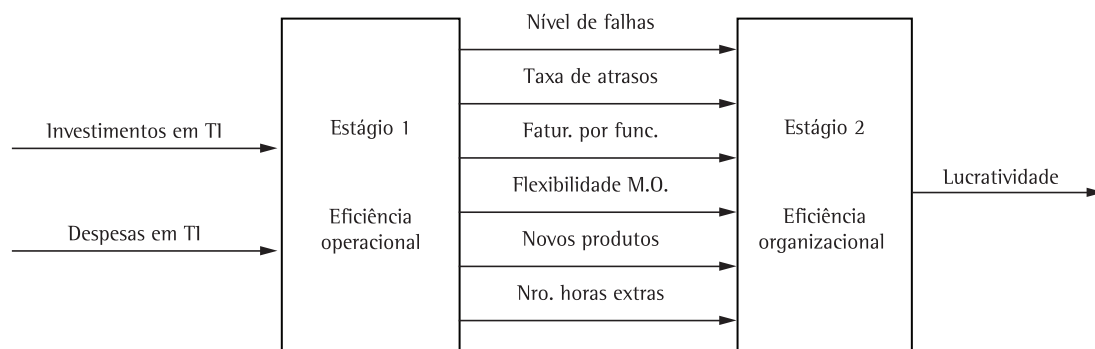 Nível de falhas
Taxa de atrasos
Investimentos em TI
Estágio 1
Fatur. por func.
Estágio 2
Flexibilidade M.O.
Lucratividade
Despesas em TI
Eficiência
operacional
Novos produtos
Eficiência
organizacional
Nro. horas extras